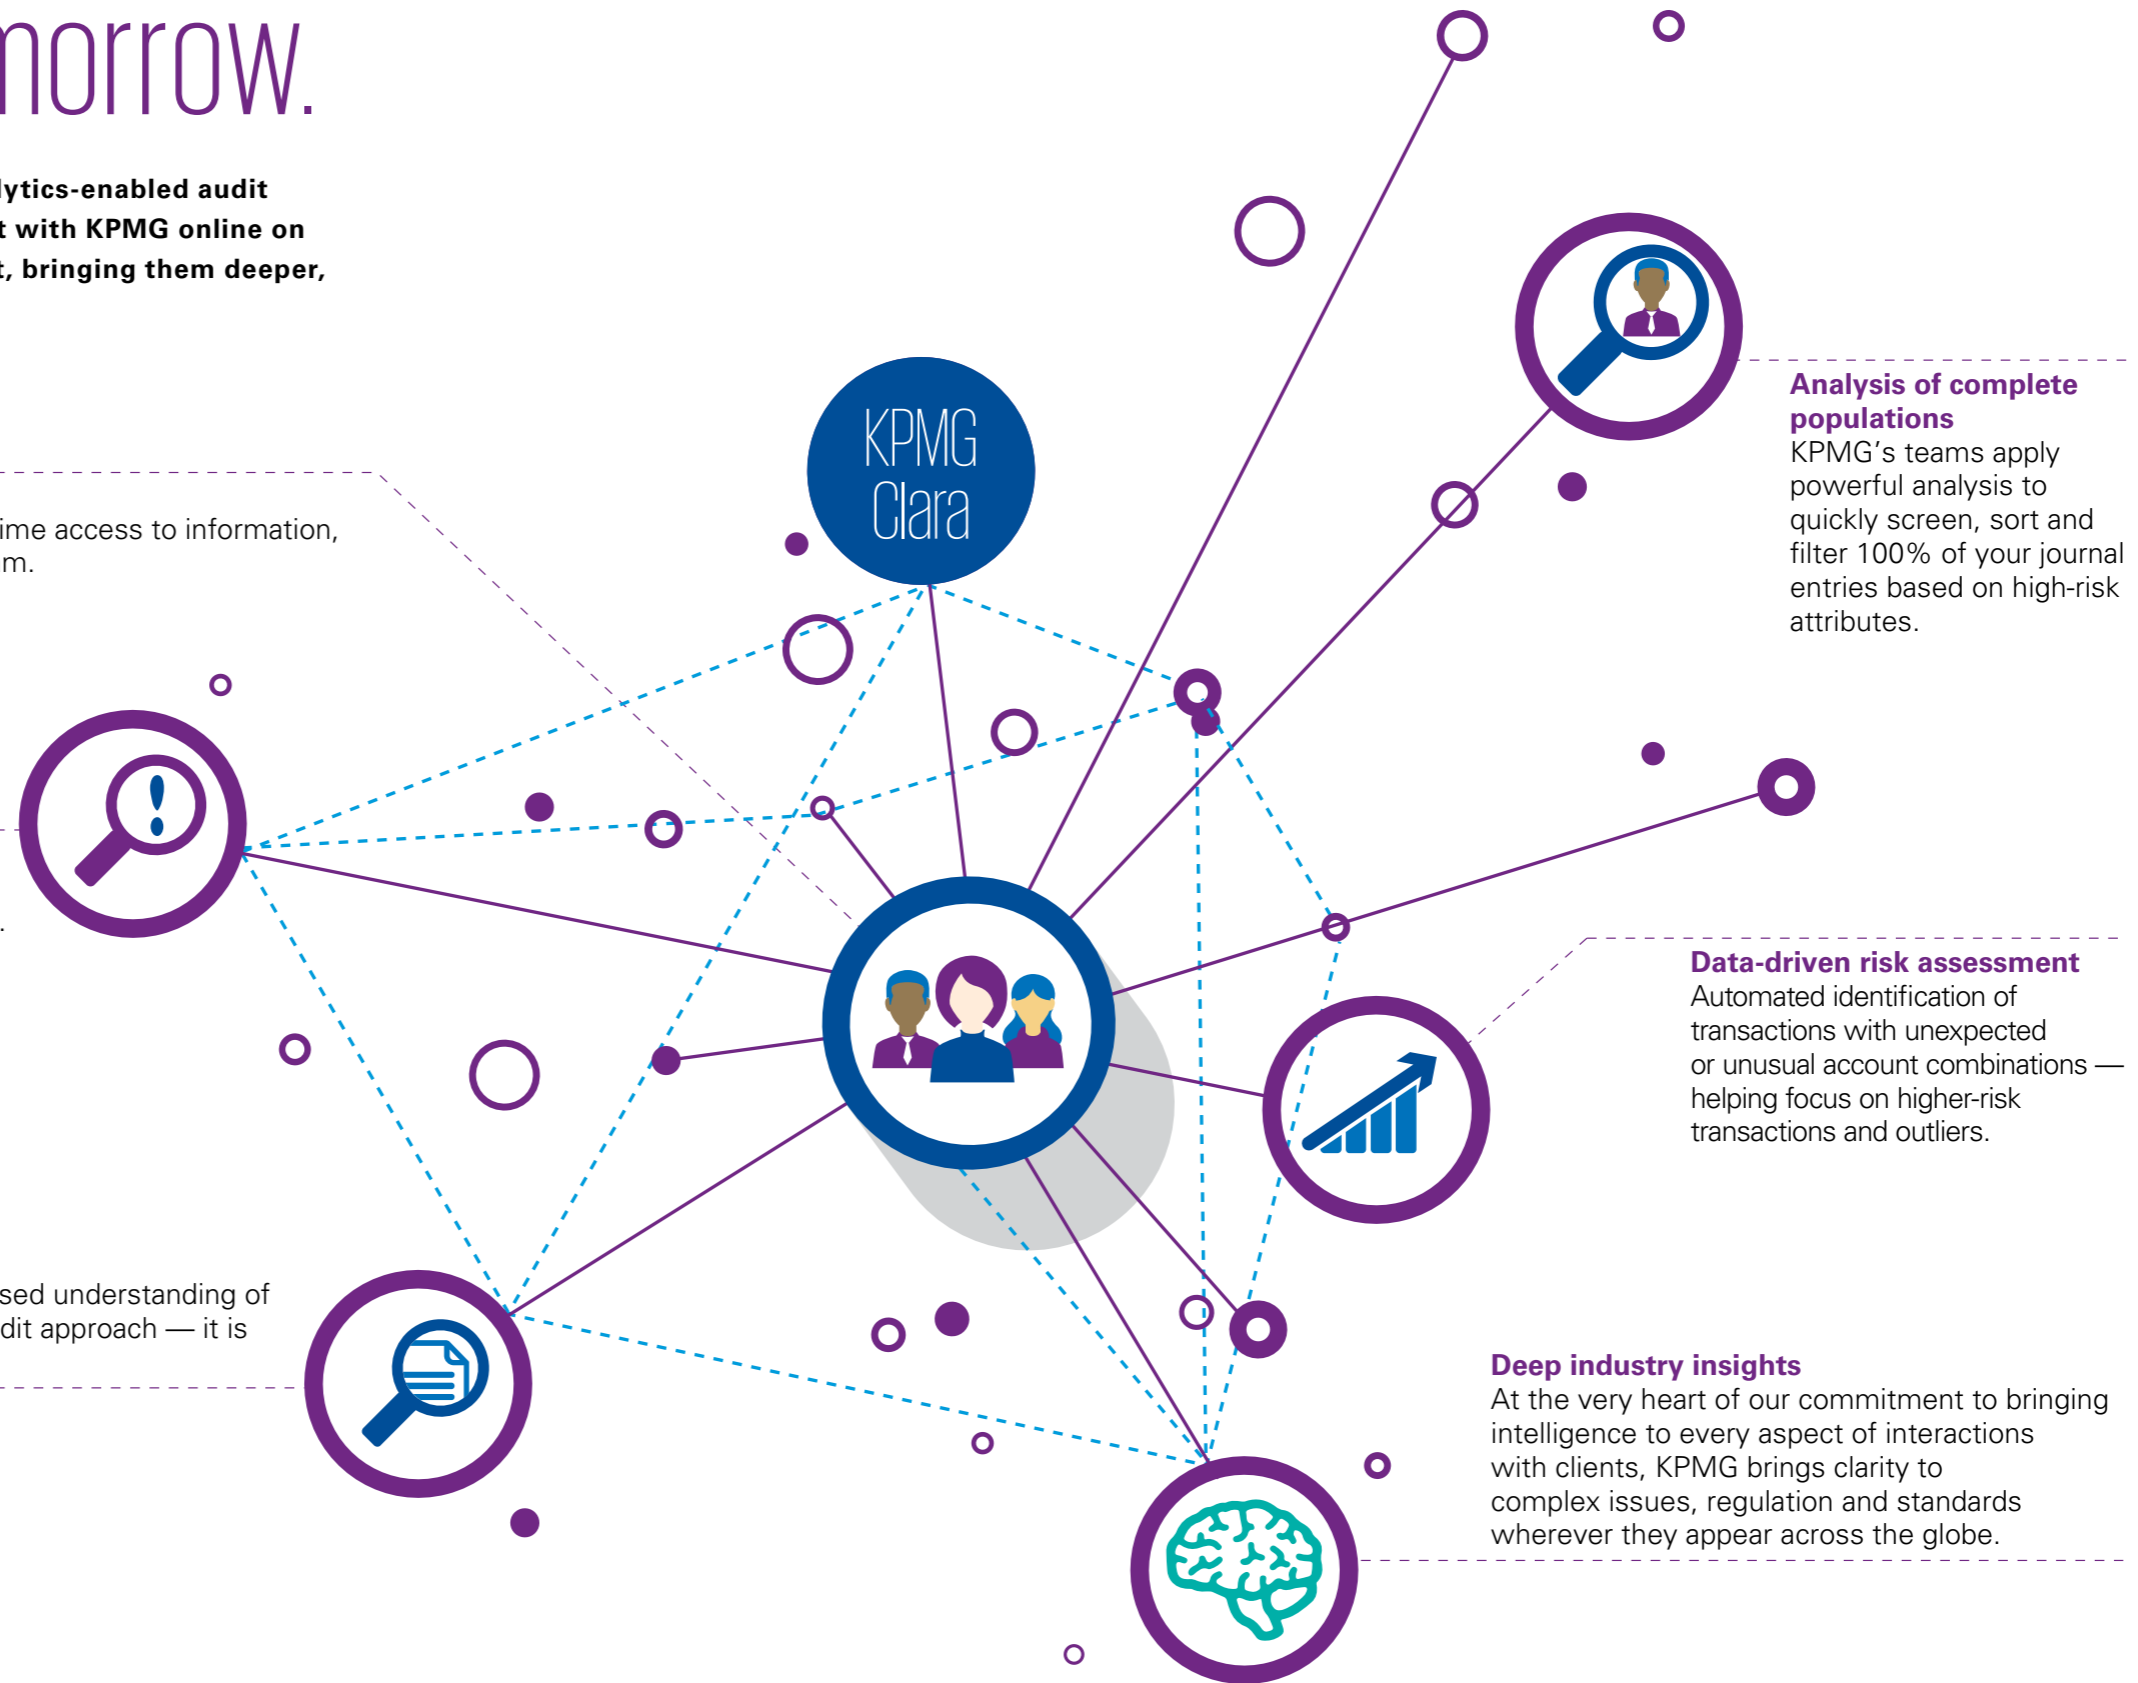 morrow.
lytics-enabled audit
t with KPMG online on
t, bringing them deeper,
KPMG
Clara
ime access to information,
m.
.
sed understanding of
dit approach — it is
Analysis of complete
populations
KPMG’s teams apply
powerful analysis to
quickly screen, sort and
filter 100% of your journal
entries based on high-risk
attributes.
Data-driven risk assessment
Automated identification of
transactions with unexpected
or unusual account combinations —
helping focus on higher-risk
transactions and outliers.
Deep industry insights
At the very heart of our commitment to bringing
intelligence to every aspect of interactions
with clients, KPMG brings clarity to
complex issues, regulation and standards
wherever they appear across the globe.